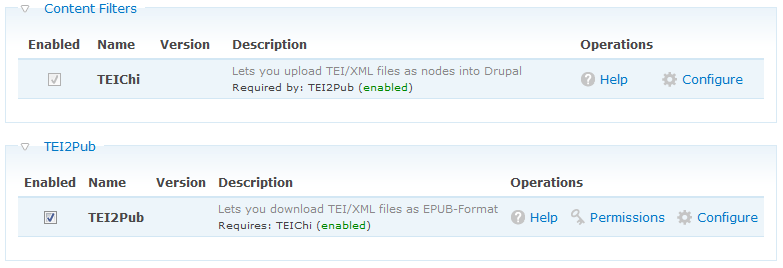 Content Filters
Enabled Name Version Description Operations
TEIChi Lets you upload TEI/XML files as nodes into Drupal Help Configure
Required by: TEI2Pub (enabled)
TEI2Pub
Enabled Name Version Description Operations
TEI2Pub Lets you download TEI/XML files as EPUB-Format Help Permissions Configure
Requires: TEIChi (enabled)